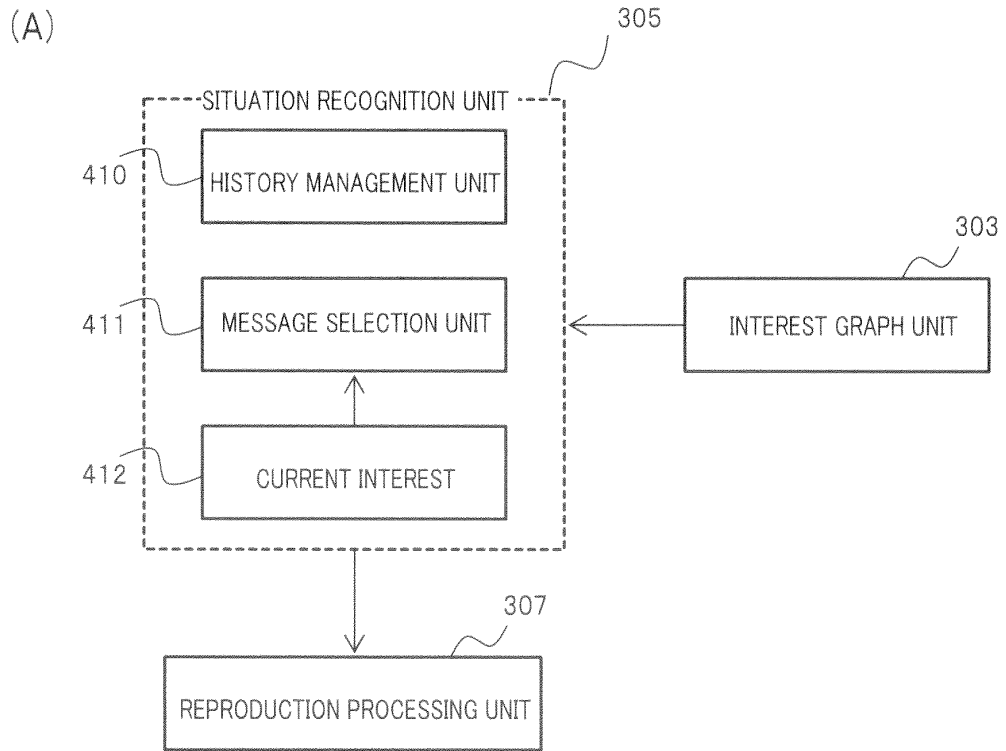 (A)
305
SITUATION RECOGNITION UNIT
410
HISTORY MANAGEMENT UNIT
303
411
MESSAGE SELECTION UNIT
INTEREST GRAPH UNIT
412
CURRENT INTEREST
307
REPRODUCTION PROCESSING UNIT